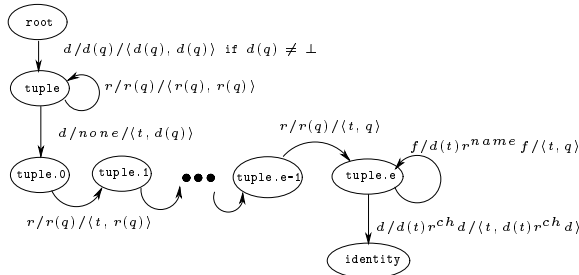 root
d/d(q)/⟨d(q), d(q)⟩ if d(q) ≠ ⊥
tuple
r/r(q)/⟨r(q), r(q)⟩
d/none/⟨t, d(q)⟩
r/r(q)/⟨t, q⟩
f/d(t)r^name f/⟨t, q⟩
tuple.0
tuple.1
tuple.e-1
tuple.e
r/r(q)/⟨t, r(q)⟩
d/d(t)r^ch d/⟨t, d(t)r^ch d⟩
identity